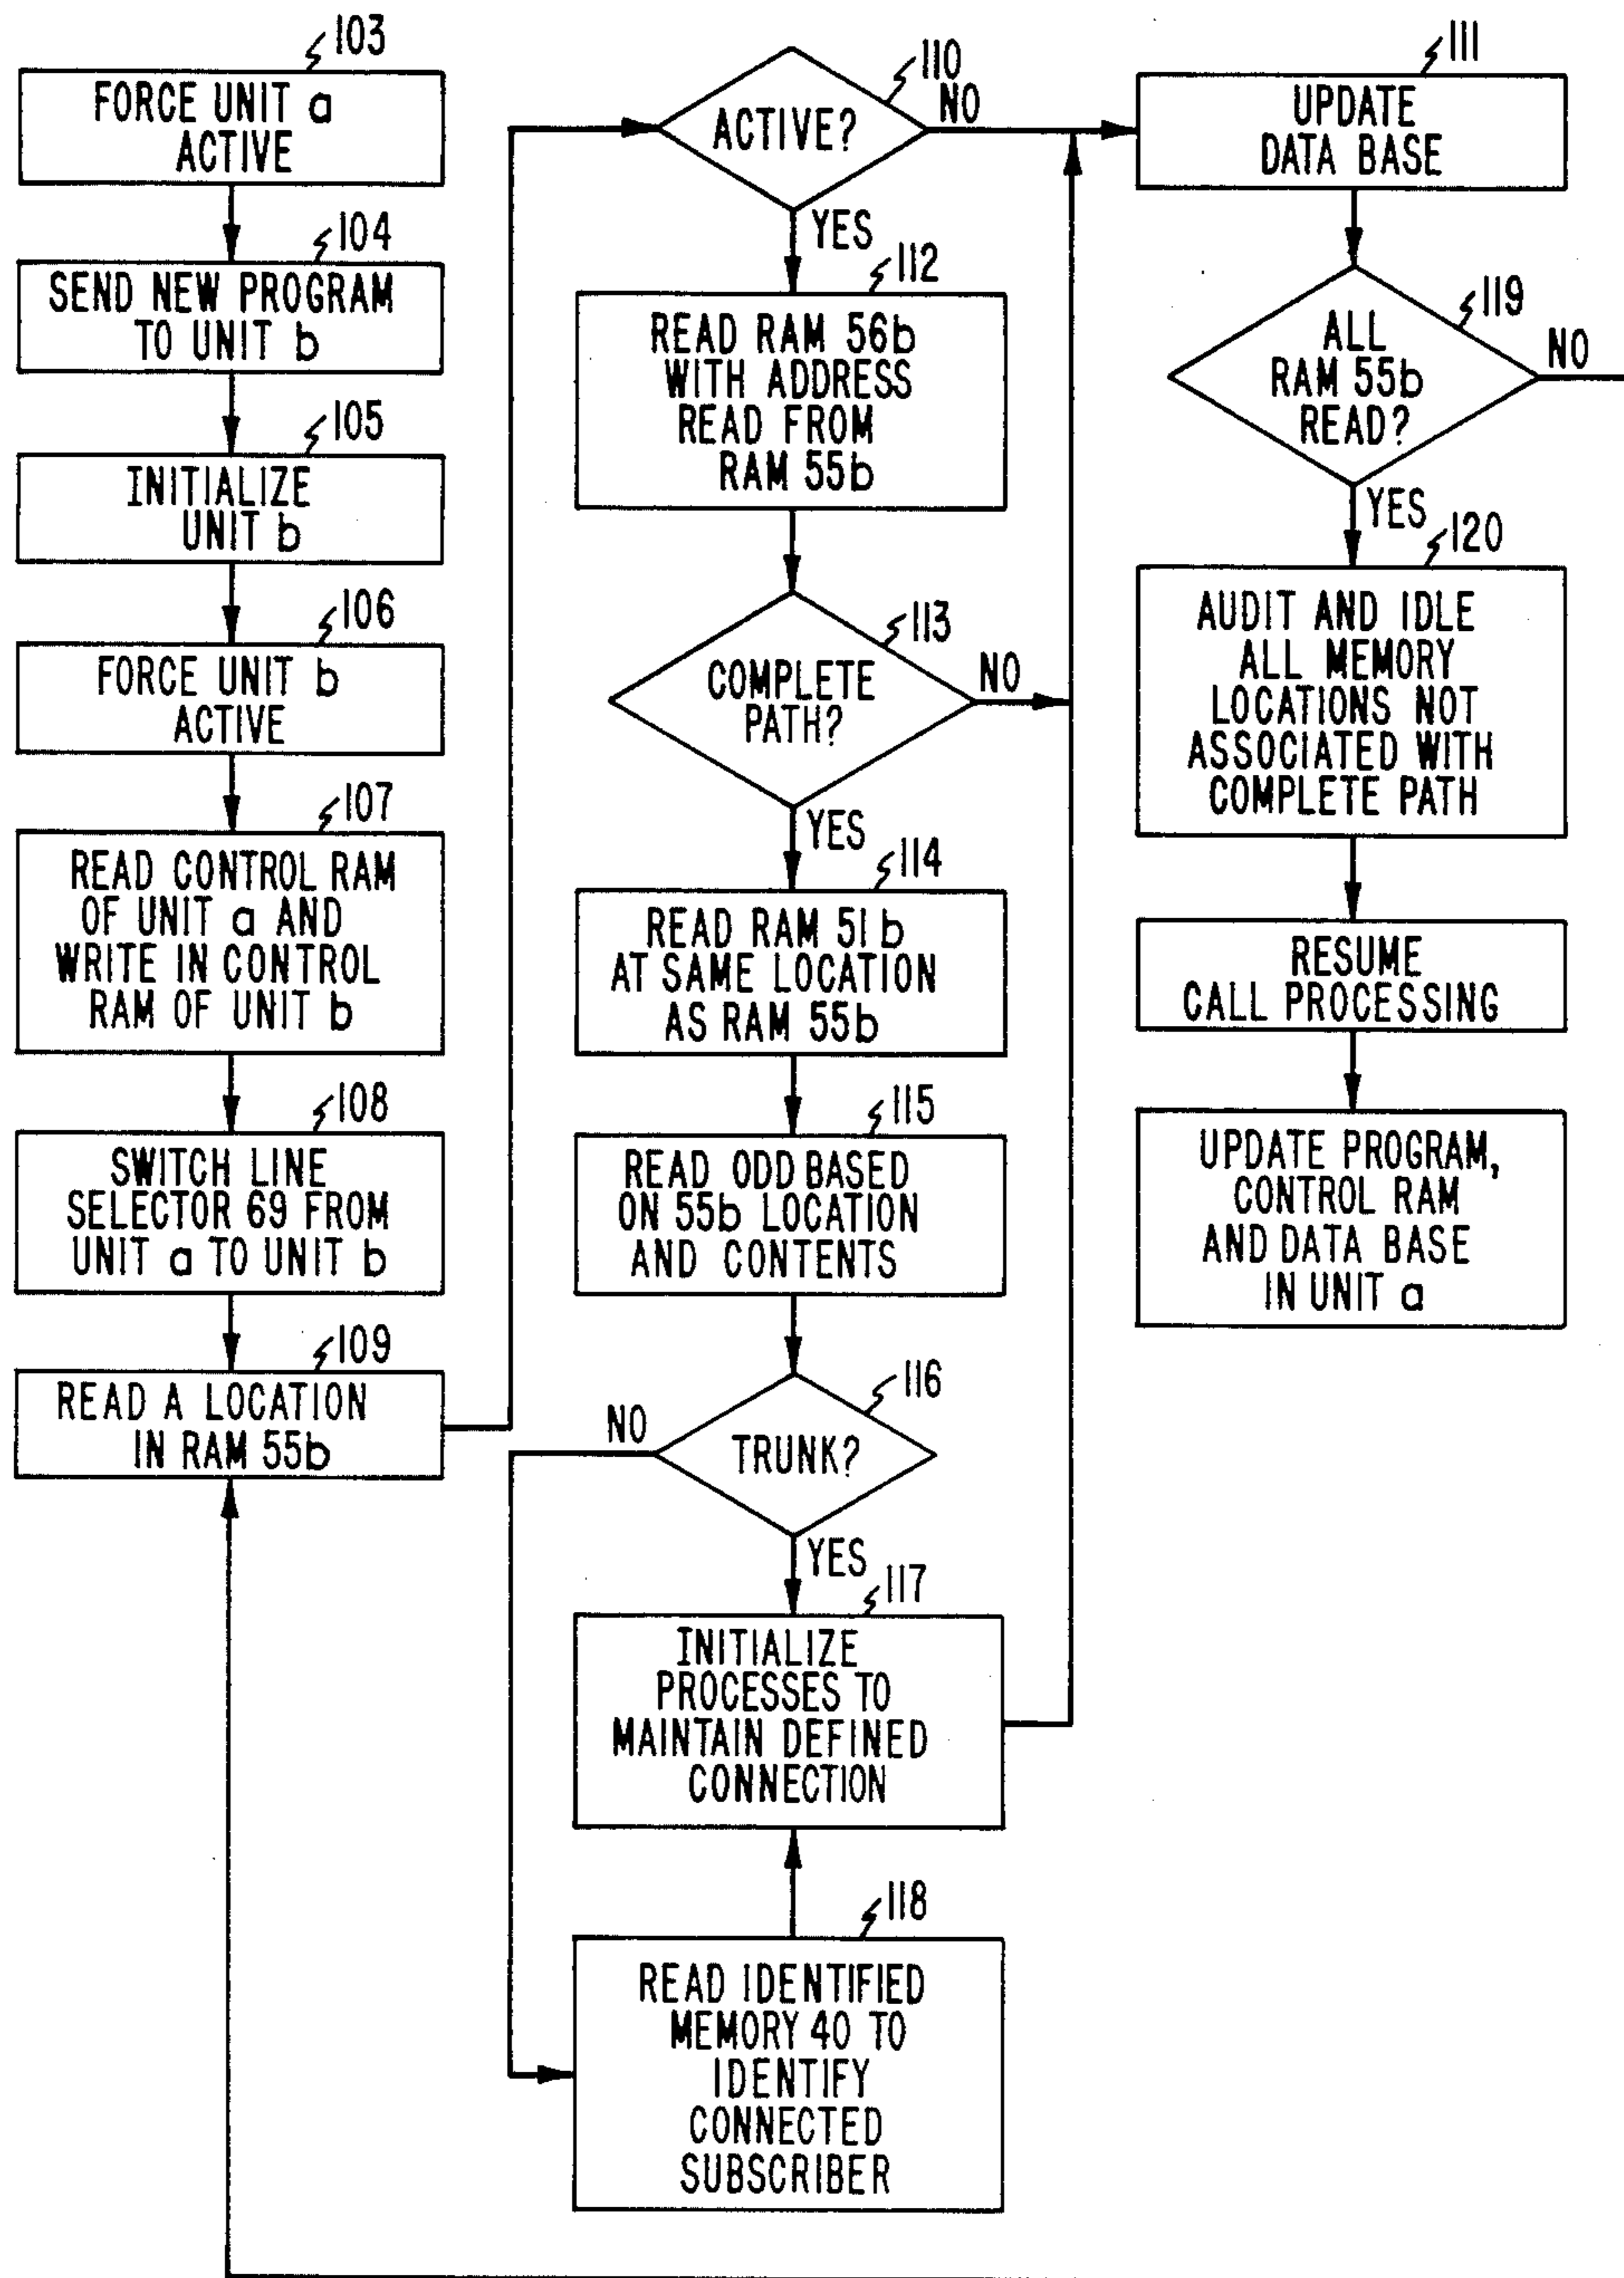 103
FORCE UNIT a
ACTIVE
104
SEND NEW PROGRAM
TO UNIT b
105
INITIALIZE
UNIT b
106
FORCE UNIT b
ACTIVE
107
READ CONTROL RAM
OF UNIT a AND
WRITE IN CONTROL
RAM OF UNIT b
108
SWITCH LINE
SELECTOR 69 FROM
UNIT a TO UNIT b
109
READ A LOCATION
IN RAM 55b
110
ACTIVE?
NO
YES
112
READ RAM 56b
WITH ADDRESS
READ FROM
RAM 55b
113
COMPLETE
PATH?
NO
YES
114
READ RAM 51b
AT SAME LOCATION
AS RAM 55b
115
READ ODD BASED
ON 55b LOCATION
AND CONTENTS
116
NO
TRUNK?
YES
117
INITIALIZE
PROCESSES TO
MAINTAIN DEFINED
CONNECTION
118
READ IDENTIFIED
MEMORY 40 TO
IDENTIFY
CONNECTED
SUBSCRIBER
111
UPDATE
DATA BASE
119
ALL
RAM 55b
READ?
NO
YES
120
AUDIT AND IDLE
ALL MEMORY
LOCATIONS NOT
ASSOCIATED WITH
COMPLETE PATH
RESUME
CALL PROCESSING
UPDATE PROGRAM,
CONTROL RAM
AND DATA BASE
IN UNIT a